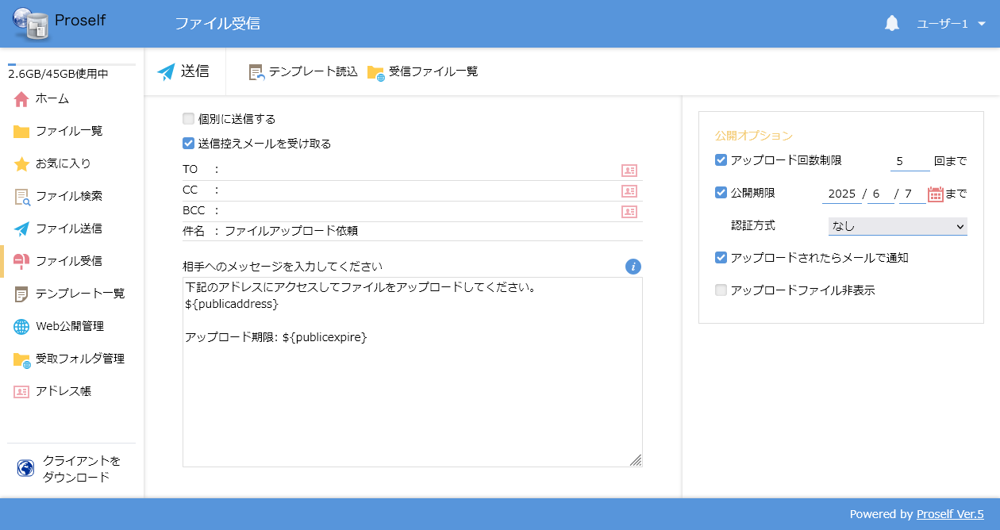 Proself
ファイル受信
ユーザー1
2.6GB/45GB使用中
ホーム
ファイル一覧
お気に入り
ファイル検索
ファイル送信
ファイル受信
テンプレート一覧
Web公開管理
受取フォルダ管理
アドレス帳
クライアントを
ダウンロード
送信
テンプレート読込
受信ファイル一覧
個別に送信する
送信控えメールを受け取る
TO :
CC :
BCC :
件名 : ファイルアップロード依頼
相手へのメッセージを入力してください
下記のアドレスにアクセスしてファイルをアップロードしてください。
${publicaddress}
アップロード期限: ${publicexpire}
公開オプション
アップロード回数制限 5 回まで
公開期限 2025 / 6 / 7 まで
認証方式 なし
アップロードされたらメールで通知
アップロードファイル非表示
Powered by Proself Ver.5